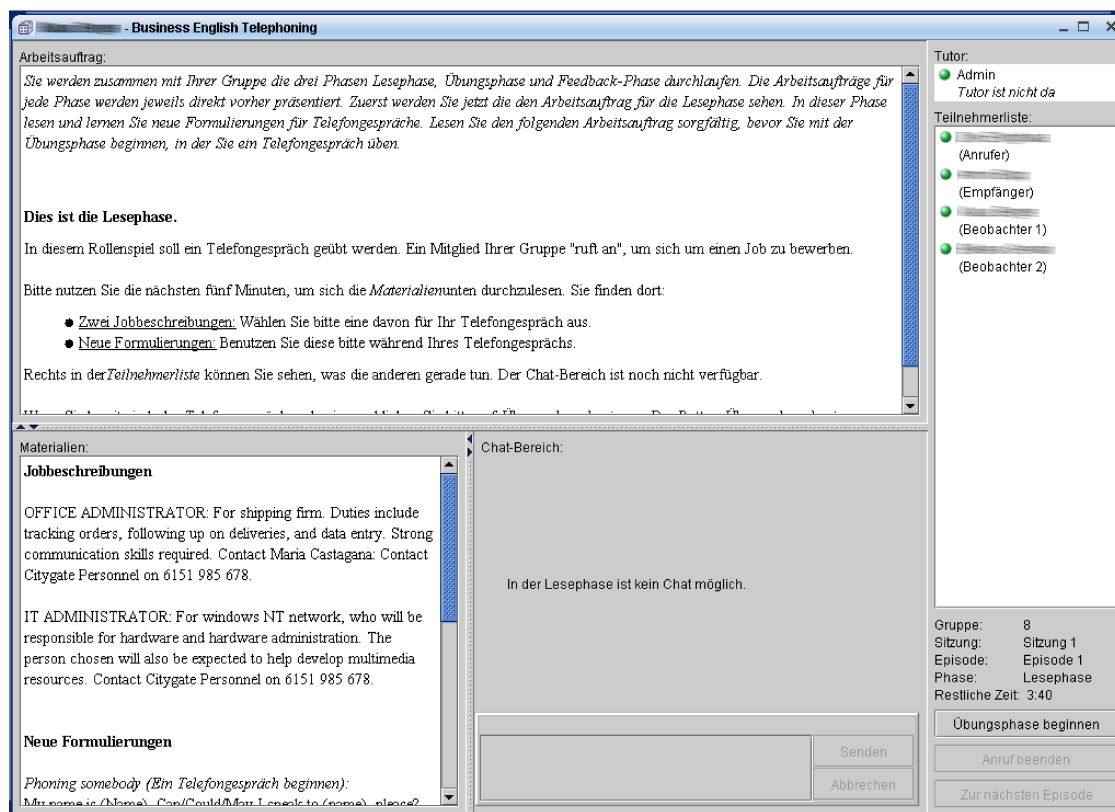 - Business English Telephoning
Arbeitsauftrag:
Sie werden zusammen mit Ihrer Gruppe die drei Phasen Lesephase, Übungsphase und Feedback-Phase durchlaufen. Die Arbeitsaufträge für
jede Phase werden jeweils direkt vorher präsentiert. Zuerst werden Sie jetzt die den Arbeitsauftrag für die Lesephase sehen. In dieser Phase
lesen und lernen Sie neue Formulierungen für Telefongespräche. Lesen Sie den folgenden Arbeitsauftrag sorgfältig, bevor Sie mit der
Übungsphase beginnen, in der Sie ein Telefongespräch üben.
Dies ist die Lesephase.
In diesem Rollenspiel soll ein Telefongespräch geübt werden. Ein Mitglied Ihrer Gruppe "ruft an", um sich um einen Job zu bewerben.
Bitte nutzen Sie die nächsten fünf Minuten, um sich die Materialienunten durchzulesen. Sie finden dort:
● Zwei Jobbeschreibungen: Wählen Sie bitte eine davon für Ihr Telefongespräch aus.
● Neue Formulierungen: Benutzen Sie diese bitte während Ihres Telefongesprächs.
Rechts in derTeilnehmerliste können Sie sehen, was die anderen gerade tun. Der Chat-Bereich ist noch nicht verfügbar.
Materialien:
Jobbeschreibungen
OFFICE ADMINISTRATOR: For shipping firm. Duties include
tracking orders, following up on deliveries, and data entry. Strong
communication skills required. Contact Maria Castagana: Contact
Citygate Personnel on 6151 985 678.
IT ADMINISTRATOR: For windows NT network, who will be
responsible for hardware and hardware administration. The
person chosen will also be expected to help develop multimedia
resources. Contact Citygate Personnel on 6151 985 678.
Neue Formulierungen
Phoning somebody (Ein Telefongespräch beginnen):
My name is (Name). Can/Could/May I speak to (name), please?
Chat-Bereich:
In der Lesephase ist kein Chat möglich.
Senden
Abbrechen
Tutor:
Admin
Tutor ist nicht da
Teilnehmerliste:
(Anrufer)
(Empfänger)
(Beobachter 1)
(Beobachter 2)
Gruppe: 8
Sitzung: Sitzung 1
Episode: Episode 1
Phase: Lesephase
Restliche Zeit: 3:40
Übungsphase beginnen
Anruf beenden
Zur nächsten Episode